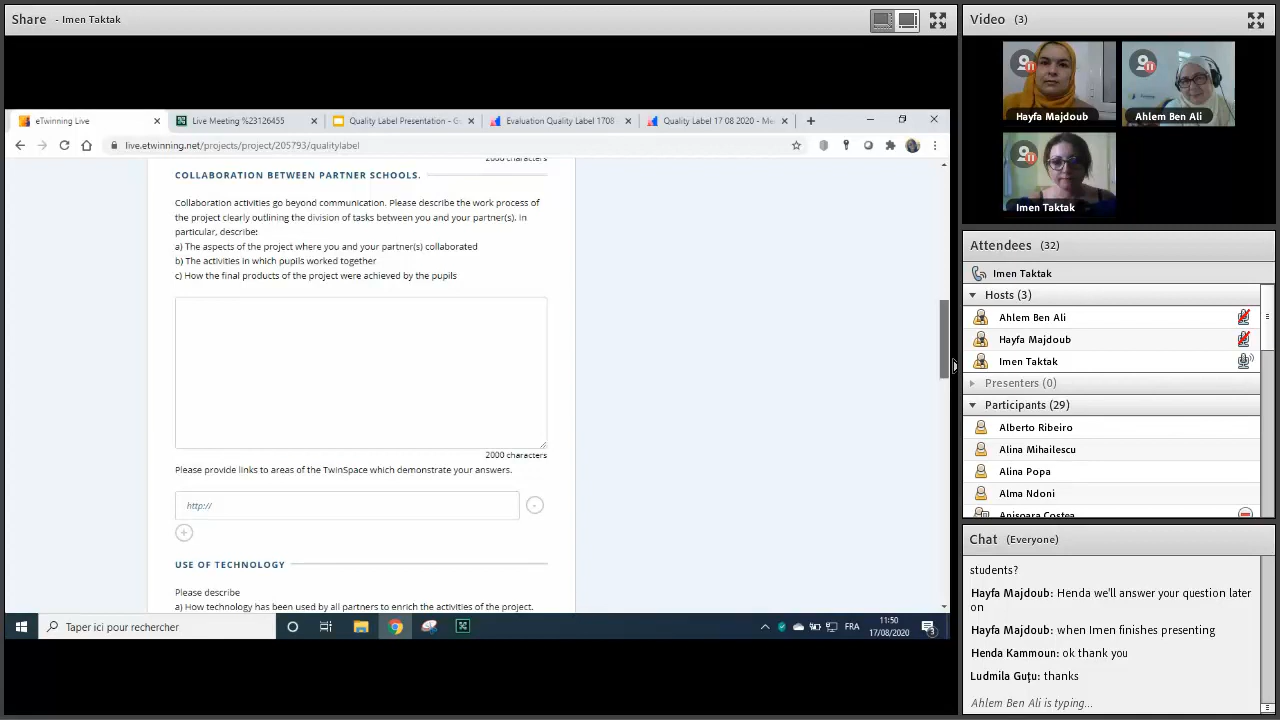 Share - Imen Taktak
eTwinning Live
Live Meeting %23126455
Quality Label Presentation - G
Evaluation Quality Label 1708
Quality Label 17 08 2020 - Me
live.etwinning.net/projects/project/205793/qualitylabel
2000 characters
COLLABORATION BETWEEN PARTNER SCHOOLS.
Collaboration activities go beyond communication. Please describe the work process of
the project clearly outlining the division of tasks between you and your partner(s). In
particular, describe:
a) The aspects of the project where you and your partner(s) collaborated
b) The activities in which pupils worked together
c) How the final products of the project were achieved by the pupils
2000 characters
Please provide links to areas of the TwinSpace which demonstrate your answers.
http://
USE OF TECHNOLOGY
Please describe
a) How technology has been used by all partners to enrich the activities of the project.
Taper ici pour rechercher
FRA
11:50
17/08/2020
3
Video (3)
Hayfa Majdoub
Ahlem Ben Ali
Imen Taktak
Attendees (32)
Imen Taktak
Hosts (3)
Ahlem Ben Ali
Hayfa Majdoub
Imen Taktak
Presenters (0)
Participants (29)
Alberto Ribeiro
Alina Mihailescu
Alina Popa
Alma Ndoni
Anisoara Costea
Chat (Everyone)
students?
Hayfa Majdoub: Henda we'll answer your question later
on
Hayfa Majdoub: when Imen finishes presenting
Henda Kammoun: ok thank you
Ludmila Guțu: thanks
Ahlem Ben Ali is typing...